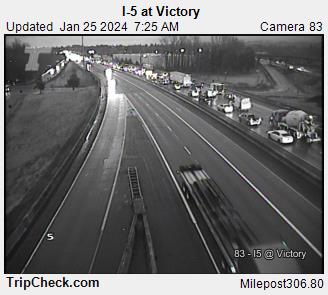 I-5 at Victory
Updated Jan 25 2024 7:25 AM Camera 83
S
83 - I5 @ Victory
TripCheck.com Milepost306.80